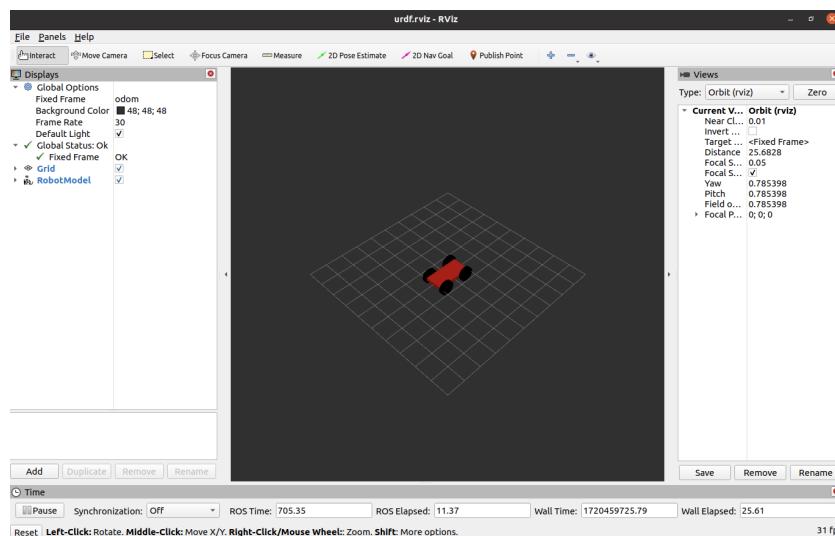 urdf.rviz - RViz
File Panels Help
Interact Move Camera Select Focus Camera Measure 2D Pose Estimate 2D Nav Goal Publish Point
Displays
Global Options
Fixed Frame odom
Background Color 48; 48; 48
Frame Rate 30
Default Light
Global Status: Ok
Fixed Frame OK
Grid
RobotModel
Add Duplicate Remove Rename
Views
Type: Orbit (rviz) Zero
Current V... Orbit (rviz)
Near Cl... 0.01
Invert ...
Target ... <Fixed Frame>
Distance 25.6828
Focal S... 0.05
Focal S...
Yaw 0.785398
Pitch 0.785398
Field o... 0.785398
Focal P... 0; 0; 0
Save Remove Rename
Time
Pause Synchronization: Off ROS Time: 705.35 ROS Elapsed: 11.37 Wall Time: 1720459725.79 Wall Elapsed: 25.61
Reset Left-Click: Rotate. Middle-Click: Move X/Y. Right-Click/Mouse Wheel:: Zoom. Shift: More options. 31 fp